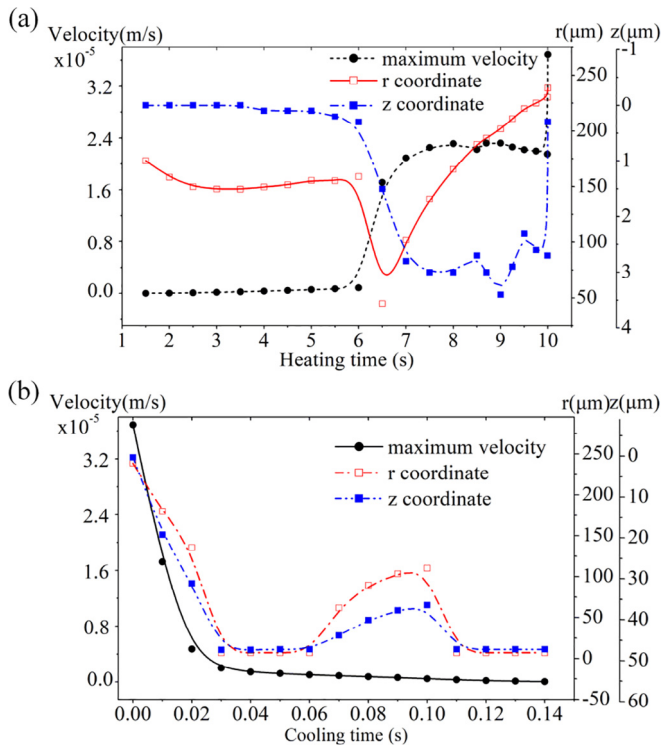 (a)
Velocity(m/s) r(μm) z(μm)
×10⁻⁵
maximum velocity
r coordinate
z coordinate
3.2
2.4
1.6
0.8
0.0
250
200
150
100
50
-1
0
1
2
3
4
1 2 3 4 5 6 7 8 9 10
Heating time (s)
(b)
Velocity(m/s) r(μm) z(μm)
×10⁻⁵
maximum velocity
r coordinate
z coordinate
3.2
2.4
1.6
0.8
0.0
250
200
150
100
50
0
-50
0
10
20
30
40
50
60
0.00 0.02 0.04 0.06 0.08 0.10 0.12 0.14
Cooling time (s)